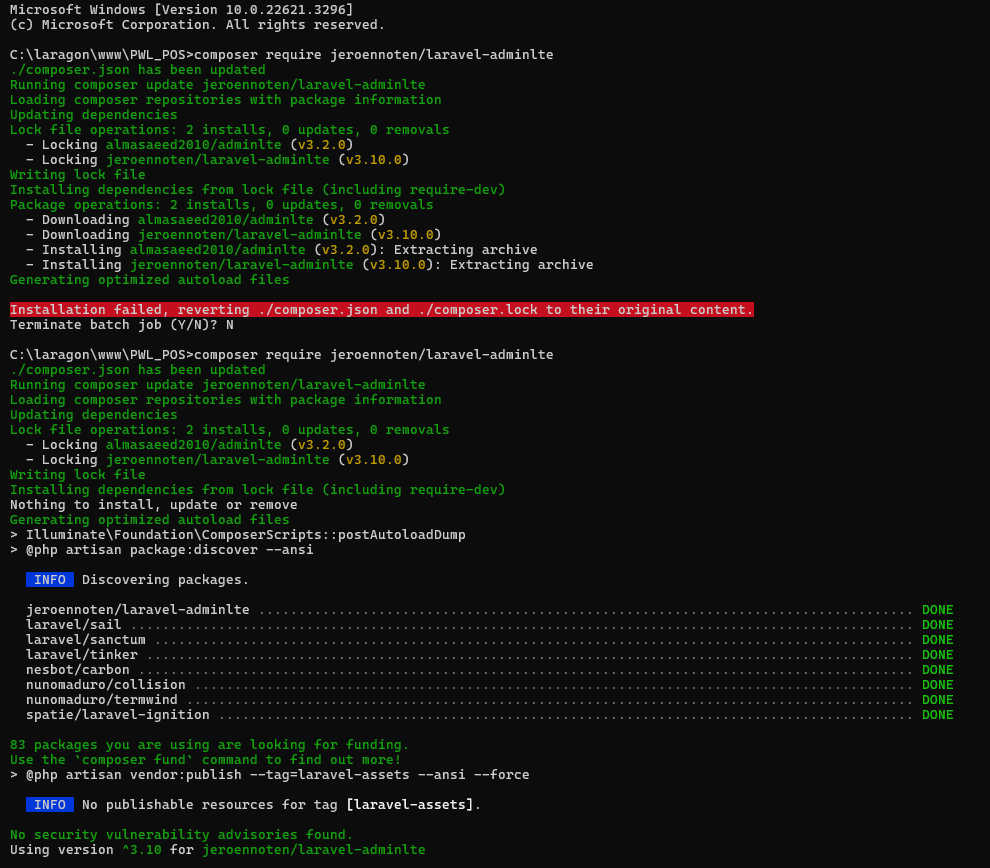 Microsoft Windows [Version 10.0.22621.3296]
(c) Microsoft Corporation. All rights reserved.
C:\laragon\www\PWL_POS>composer require jeroennoten/laravel-adminlte
./composer.json has been updated
Running composer update jeroennoten/laravel-adminlte
Loading composer repositories with package information
Updating dependencies
Lock file operations: 2 installs, 0 updates, 0 removals
  - Locking almasaeed2010/adminlte (v3.2.0)
  - Locking jeroennoten/laravel-adminlte (v3.10.0)
Writing lock file
Installing dependencies from lock file (including require-dev)
Package operations: 2 installs, 0 updates, 0 removals
  - Downloading almasaeed2010/adminlte (v3.2.0)
  - Downloading jeroennoten/laravel-adminlte (v3.10.0)
  - Installing almasaeed2010/adminlte (v3.2.0): Extracting archive
  - Installing jeroennoten/laravel-adminlte (v3.10.0): Extracting archive
Generating optimized autoload files
Installation failed, reverting ./composer.json and ./composer.lock to their original content.
Terminate batch job (Y/N)? N
C:\laragon\www\PWL_POS>composer require jeroennoten/laravel-adminlte
./composer.json has been updated
Running composer update jeroennoten/laravel-adminlte
Loading composer repositories with package information
Updating dependencies
Lock file operations: 2 installs, 0 updates, 0 removals
  - Locking almasaeed2010/adminlte (v3.2.0)
  - Locking jeroennoten/laravel-adminlte (v3.10.0)
Writing lock file
Installing dependencies from lock file (including require-dev)
Nothing to install, update or remove
Generating optimized autoload files
> Illuminate\Foundation\ComposerScripts::postAutoloadDump
> @php artisan package:discover --ansi
INFO Discovering packages.
jeroennoten/laravel-adminlte .................................................................................. DONE
laravel/sail .................................................................................................. DONE
laravel/sanctum ............................................................................................... DONE
laravel/tinker ................................................................................................ DONE
nesbot/carbon ................................................................................................. DONE
nunomaduro/collision .......................................................................................... DONE
nunomaduro/termwind ........................................................................................... DONE
spatie/laravel-ignition ....................................................................................... DONE
83 packages you are using are looking for funding.
Use the `composer fund` command to find out more!
> @php artisan vendor:publish --tag=laravel-assets --ansi --force
INFO No publishable resources for tag [laravel-assets].
No security vulnerability advisories found.
Using version ^3.10 for jeroennoten/laravel-adminlte